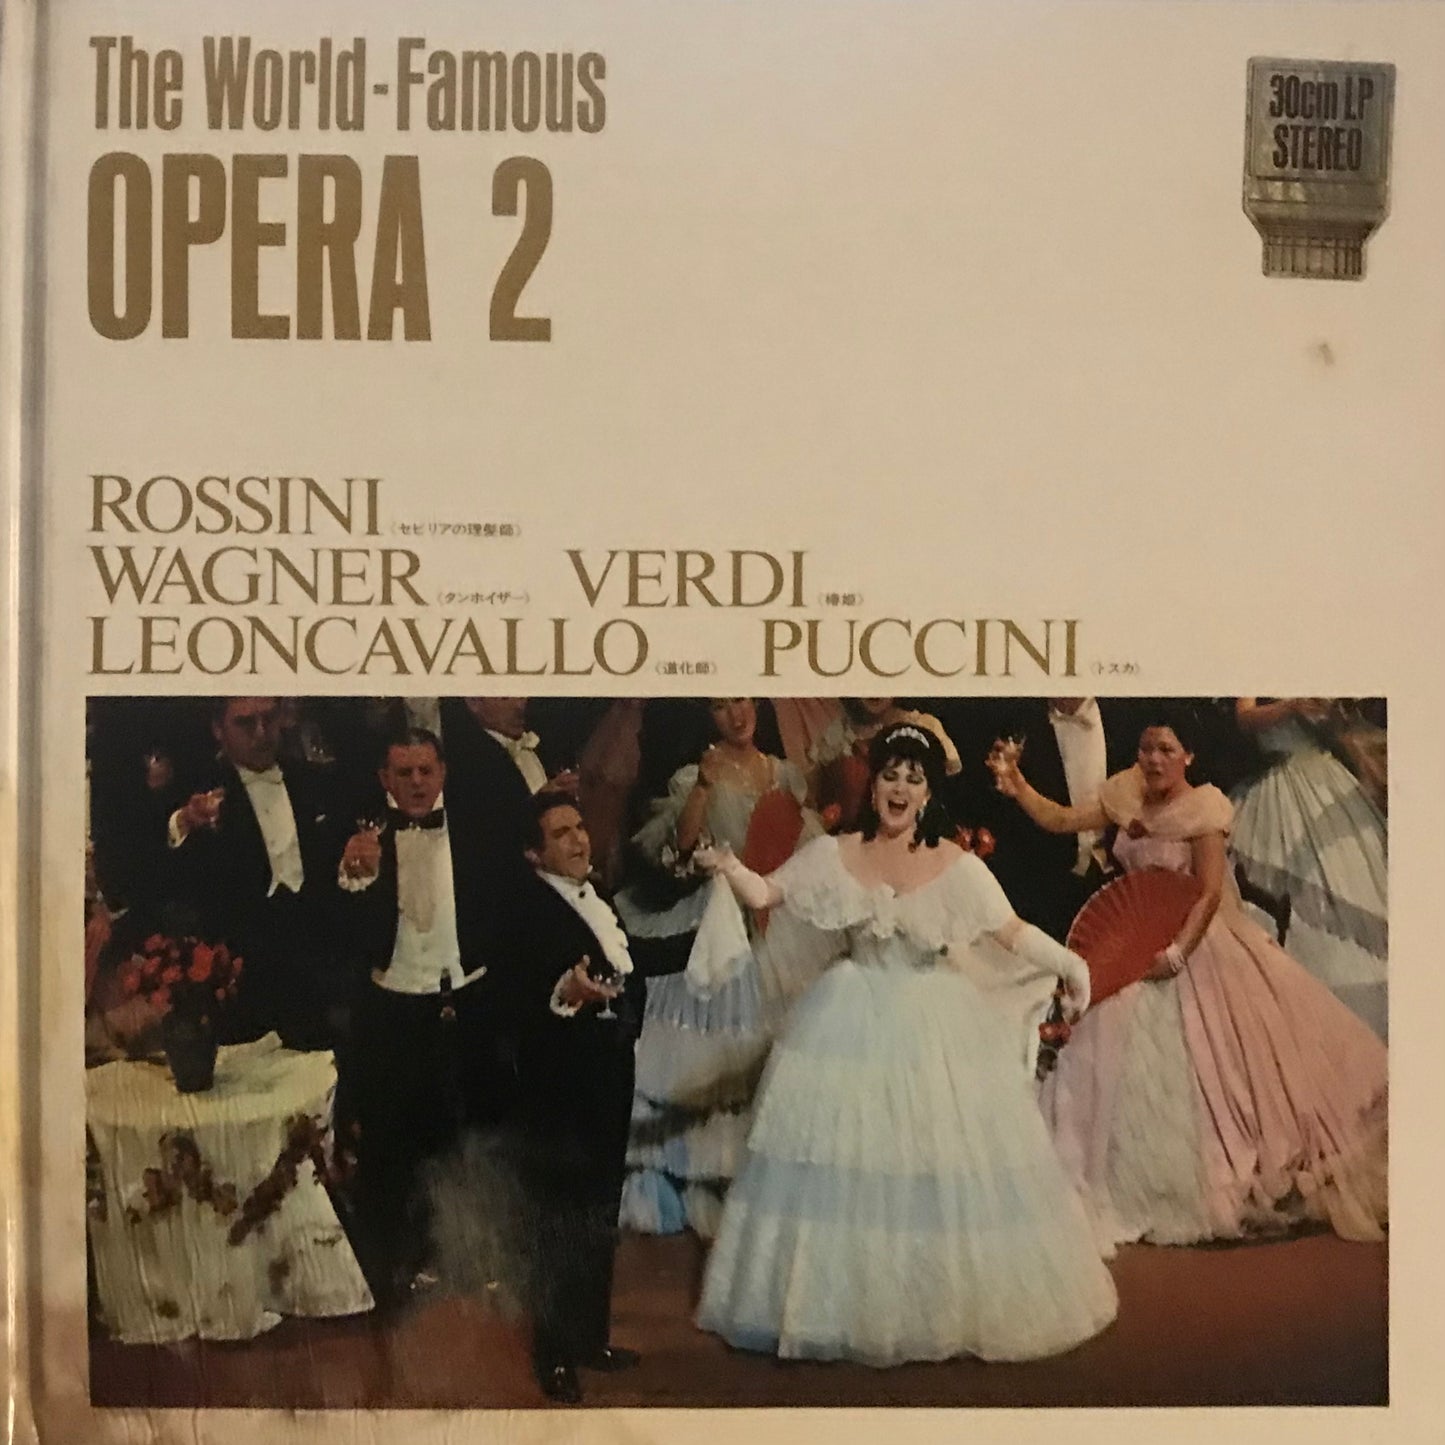 The World-Famous
OPERA 2
30cm LP
STEREO
ROSSINI《セビリアの理髪師》
WAGNER《タンホイザー》 VERDI《椿姫》
LEONCAVALLO《道化師》 PUCCINI《トスカ》